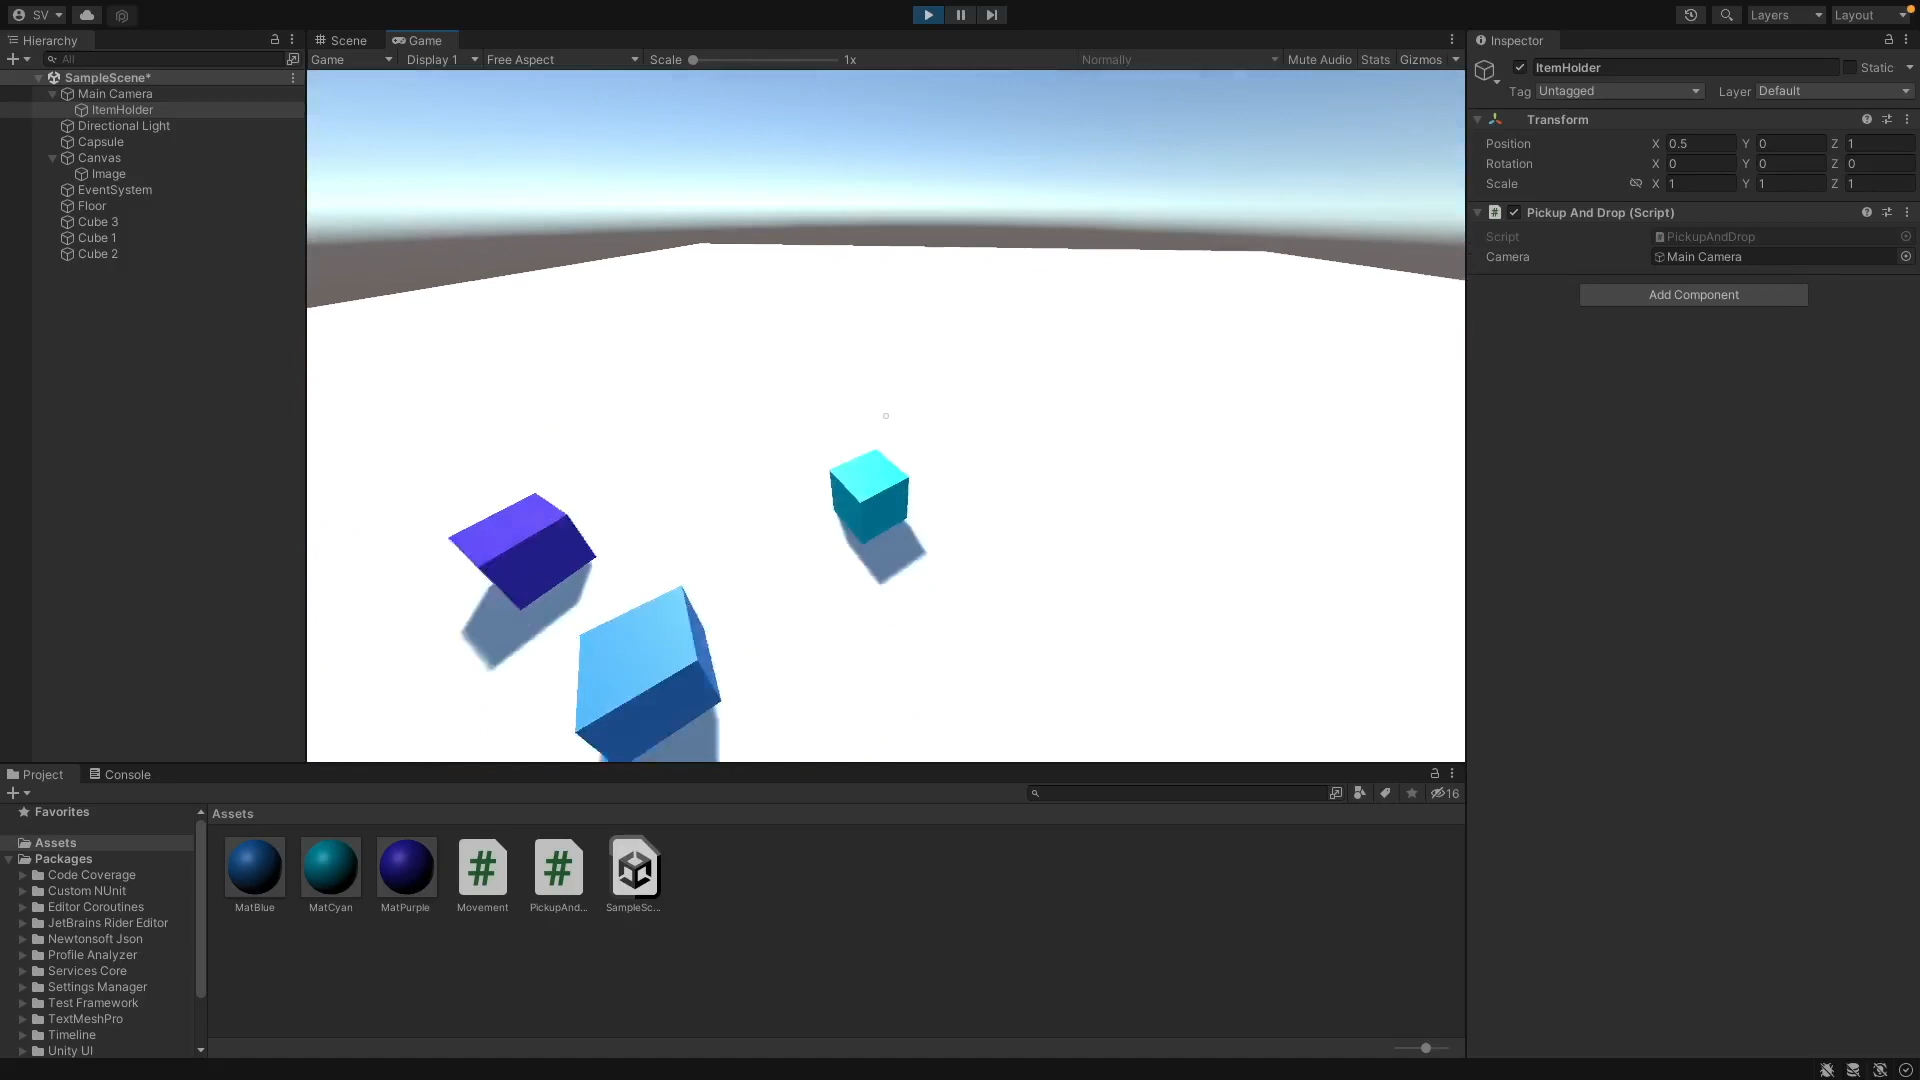 SV
Layers
Layout
Hierarchy
All
SampleScene*
Main Camera
ItemHolder
Directional Light
Capsule
Canvas
Image
EventSystem
Floor
Cube 3
Cube 1
Cube 2
Scene
Game
Game
Display 1
Free Aspect
Scale
1x
Normally
Mute Audio
Stats
Gizmos
Inspector
ItemHolder
Static
Tag Untagged
Layer Default
Transform
Position X 0.5 Y 0 Z 1
Rotation X 0 Y 0 Z 0
Scale X 1 Y 1 Z 1
# Pickup And Drop (Script)
Script PickupAndDrop
Camera Main Camera
Add Component
Project
Console
16
Favorites
Assets
Packages
Code Coverage
Custom NUnit
Editor Coroutines
JetBrains Rider Editor
Newtonsoft Json
Profile Analyzer
Services Core
Settings Manager
Test Framework
TextMeshPro
Timeline
Unity UI
Assets
# #
MatBlue MatCyan MatPurple Movement PickupAnd... SampleSc...